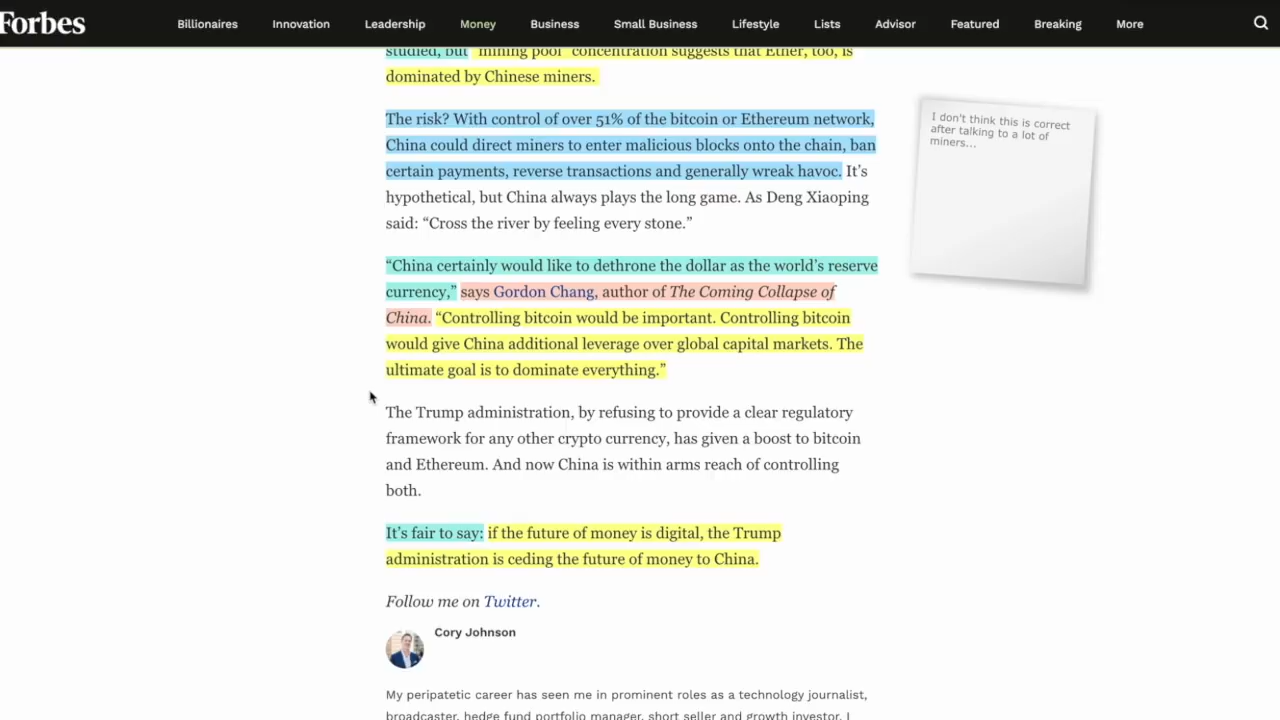 Forbes
Billionaires Innovation Leadership Money Business Small Business Lifestyle Lists Advisor Featured Breaking More
studied, but "mining pool" concentration suggests that Ether, too, is
dominated by Chinese miners.
The risk? With control of over 51% of the bitcoin or Ethereum network,
China could direct miners to enter malicious blocks onto the chain, ban
certain payments, reverse transactions and generally wreak havoc. It's
hypothetical, but China always plays the long game. As Deng Xiaoping
said: “Cross the river by feeling every stone.”
I don't think this is correct
after talking to a lot of
miners...
“China certainly would like to dethrone the dollar as the world's reserve
currency,” says Gordon Chang, author of The Coming Collapse of
China. “Controlling bitcoin would be important. Controlling bitcoin
would give China additional leverage over global capital markets. The
ultimate goal is to dominate everything.”
The Trump administration, by refusing to provide a clear regulatory
framework for any other crypto currency, has given a boost to bitcoin
and Ethereum. And now China is within arms reach of controlling
both.
It's fair to say: if the future of money is digital, the Trump
administration is ceding the future of money to China.
Follow me on Twitter.
Cory Johnson
My peripatetic career has seen me in prominent roles as a technology journalist,
broadcaster, hedge fund portfolio manager, short seller and growth investor. I